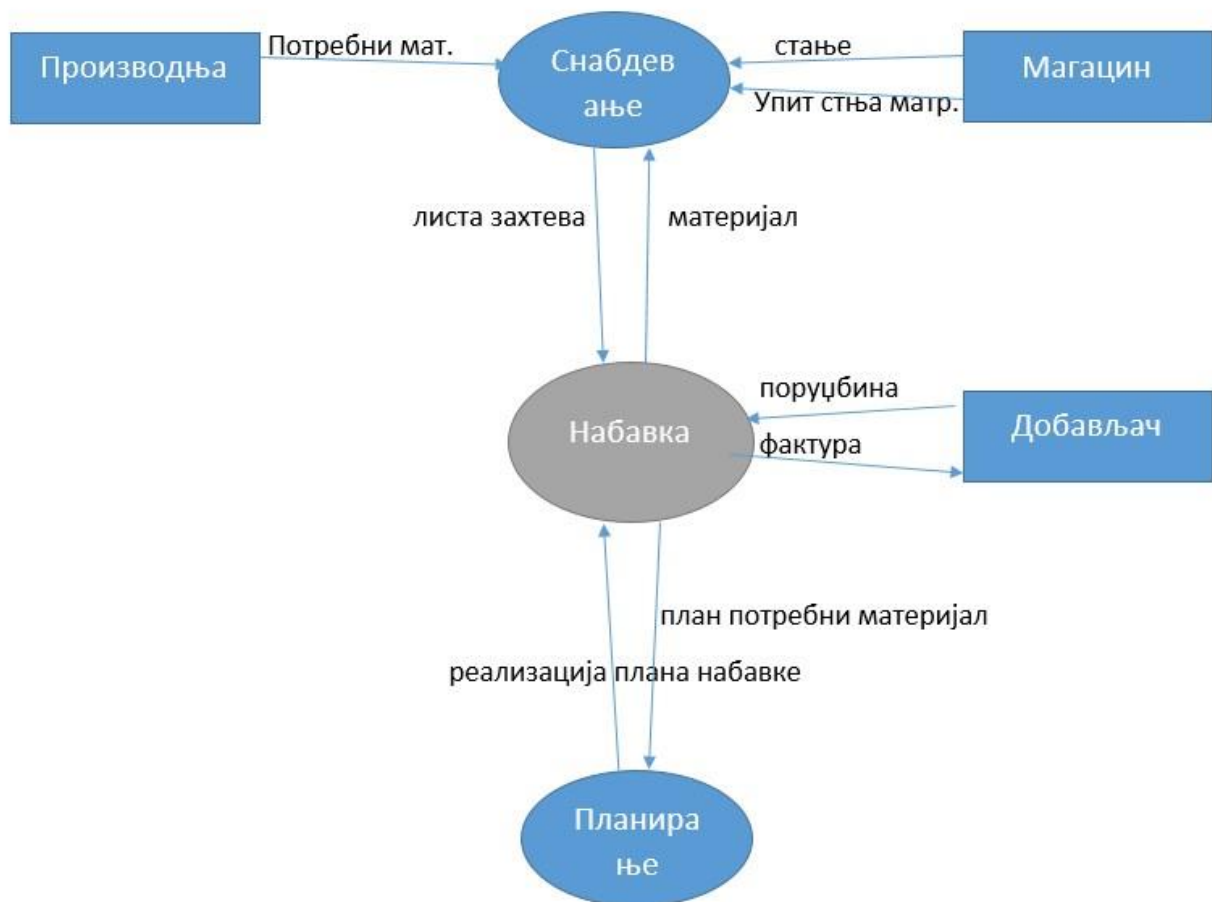 Производња
Потребни мат.
Снабдев
ање
стање
Упит стња матр.
Магацин
листа захтева
материјал
Набавка
поруџбина
фактура
Добављач
план потребни материјал
реализација плана набавке
Планира
ње